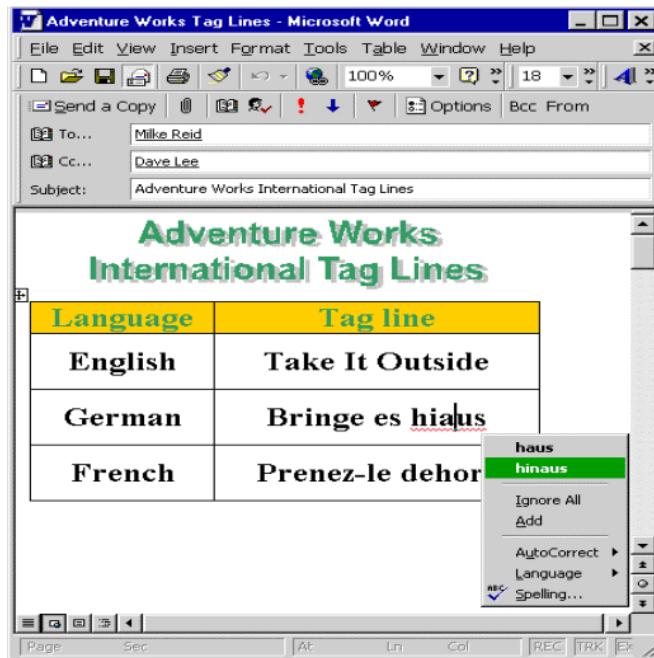 Adventure Works Tag Lines - Microsoft Word
File Edit View Insert Format Tools Table Window Help
100% 18
Send a Copy Options Bcc From
To... Milke Reid
Cc... Dave Lee
Subject: Adventure Works International Tag Lines
Adventure Works
International Tag Lines
Language Tag line
English Take It Outside
German Bringe es hiaus
French Prenez-le dehor
haus
hinaus
Ignore All
Add
AutoCorrect
Language
ABC Spelling...
Page Sec At Ln Col REC TRK EX